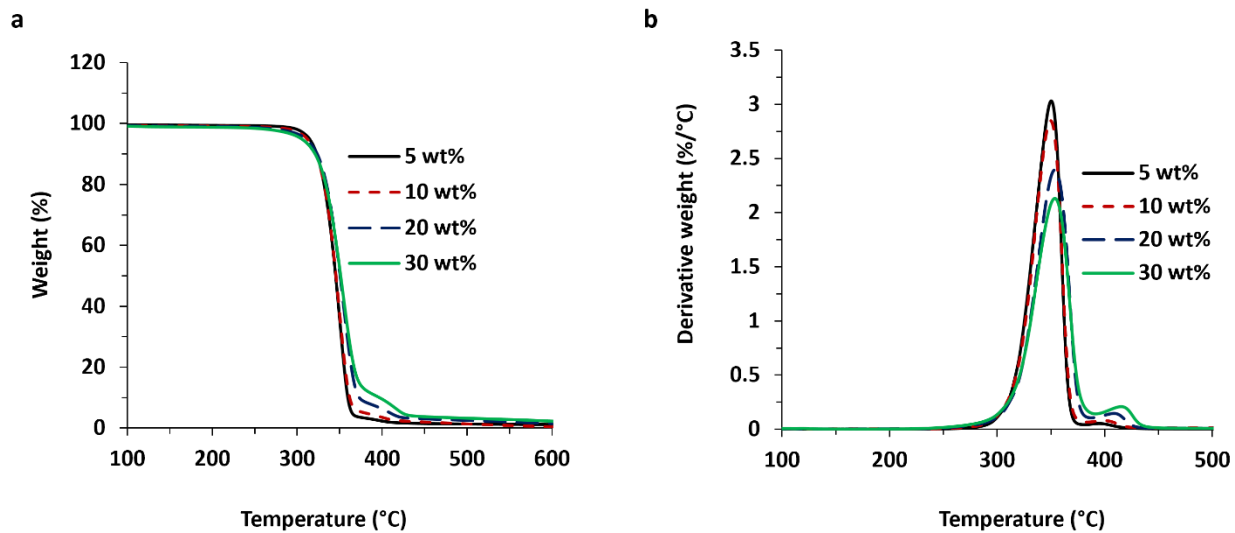 a
120
100
80
60
40
20
0
100
200
300
400
500
600
Weight (%)
Temperature (°C)
5 wt%
10 wt%
20 wt%
30 wt%
b
3.5
3
2.5
2
1.5
1
0.5
0
100
200
300
400
500
Derivative weight (%/°C)
Temperature (°C)
5 wt%
10 wt%
20 wt%
30 wt%